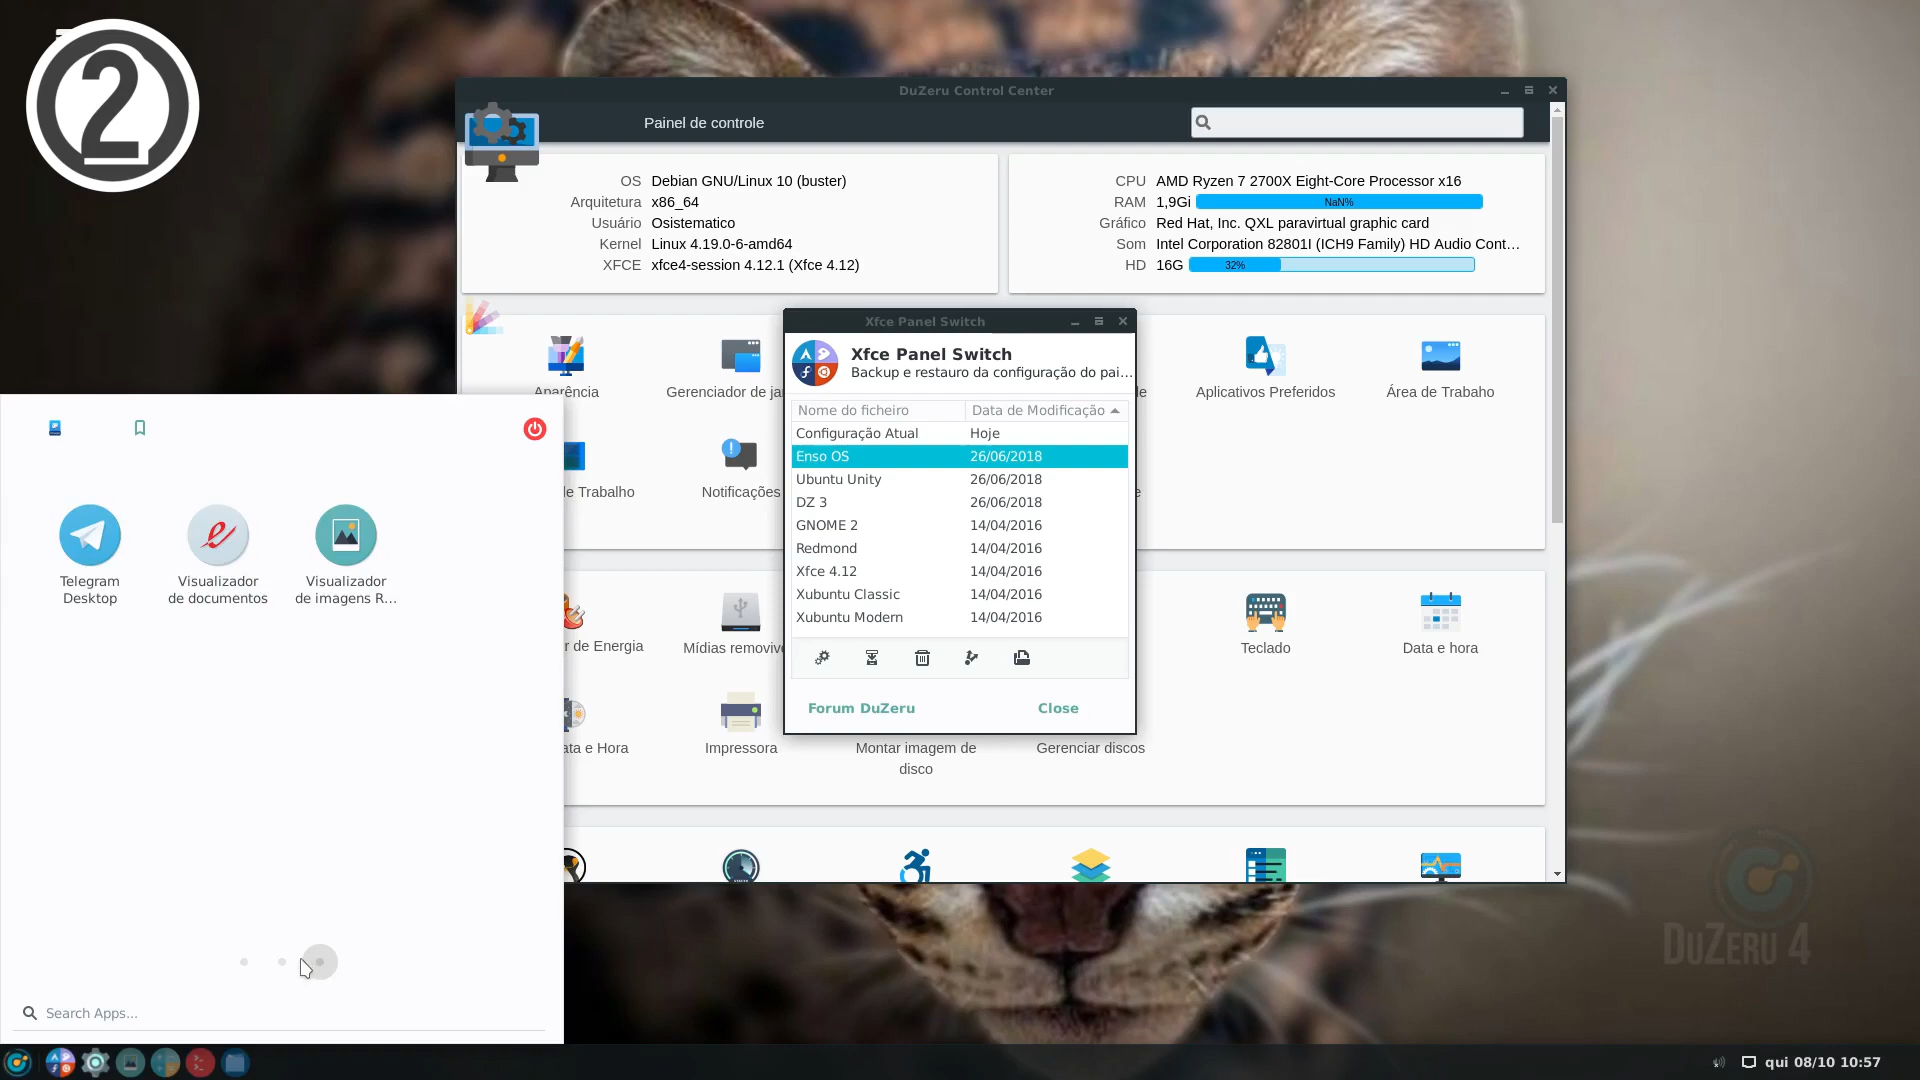 2
DuZeru Control Center
Painel de controle
OS Debian GNU/Linux 10 (buster)
Arquitetura x86_64
Usuário Osistematico
Kernel Linux 4.19.0-6-amd64
XFCE xfce4-session 4.12.1 (Xfce 4.12)
CPU AMD Ryzen 7 2700X Eight-Core Processor x16
RAM 1,9Gi NaN%
Gráfico Red Hat, Inc. QXL paravirtual graphic card
Som Intel Corporation 82801I (ICH9 Family) HD Audio Cont...
HD 16G 32%
Aparência
Gerenciador de ja
le
Aplicativos Preferidos
Área de Trabaho
de Trabalho
Notificações
e
r de Energia
Mídias removive
Teclado
Data e hora
ata e Hora
Impressora
Montar imagem de
disco
Gerenciar discos
Xfce Panel Switch
Xfce Panel Switch
Backup e restauro da configuração do pai...
Nome do ficheiro Data de Modificação
Configuração Atual Hoje
Enso OS 26/06/2018
Ubuntu Unity 26/06/2018
DZ 3 26/06/2018
GNOME 2 14/04/2016
Redmond 14/04/2016
Xfce 4.12 14/04/2016
Xubuntu Classic 14/04/2016
Xubuntu Modern 14/04/2016
Forum DuZeru Close
Telegram
Desktop
Visualizador
de documentos
Visualizador
de imagens R...
Search Apps...
DuZeru 4
qui 08/10 10:57